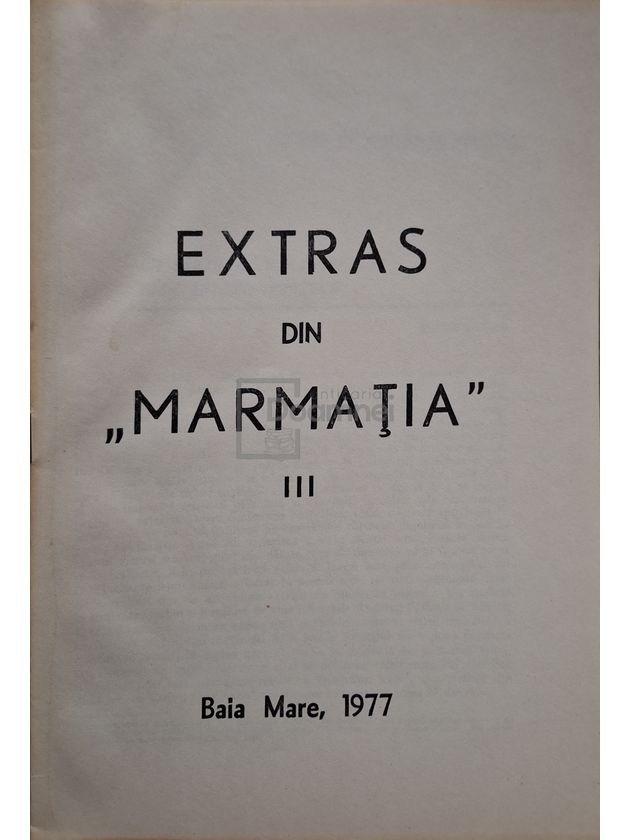 EXTRAS
DIN
„MARMAŢIA”
III
Baia Mare, 1977